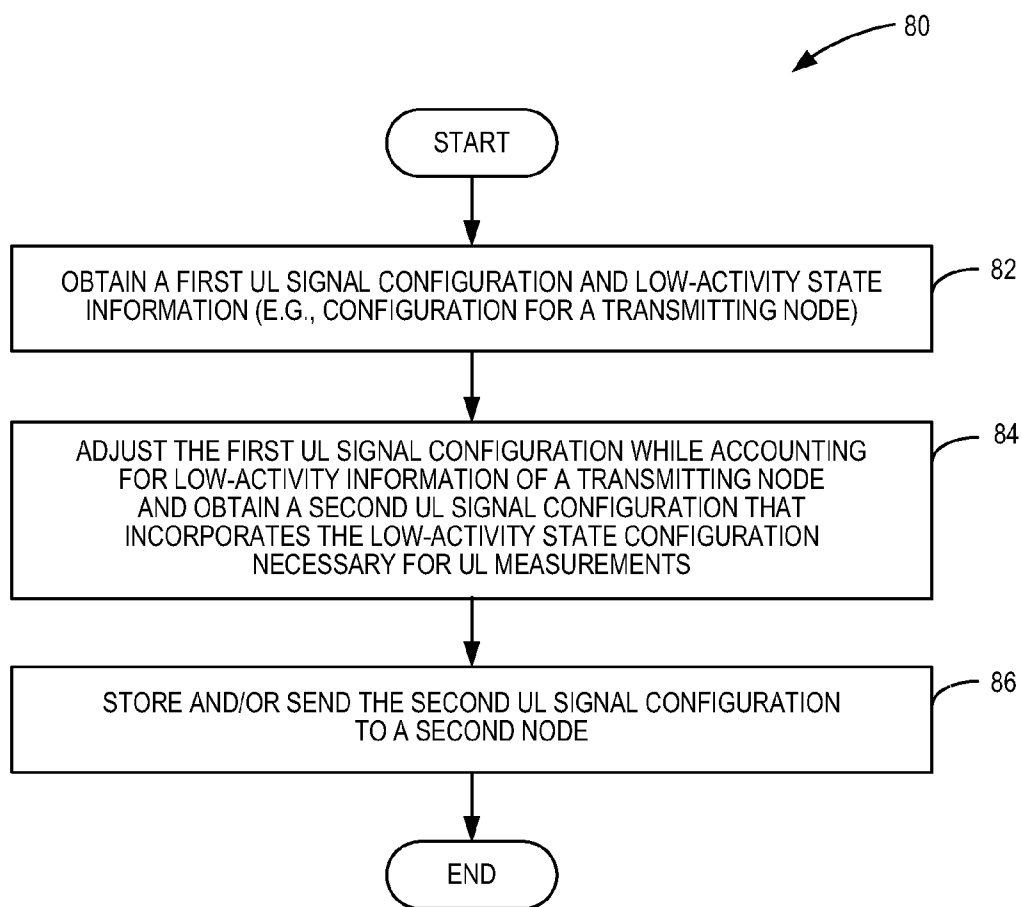 80
START
OBTAIN A FIRST UL SIGNAL CONFIGURATION AND LOW-ACTIVITY STATE
INFORMATION (E.G., CONFIGURATION FOR A TRANSMITTING NODE)
82
ADJUST THE FIRST UL SIGNAL CONFIGURATION WHILE ACCOUNTING
FOR LOW-ACTIVITY INFORMATION OF A TRANSMITTING NODE
AND OBTAIN A SECOND UL SIGNAL CONFIGURATION THAT
INCORPORATES THE LOW-ACTIVITY STATE CONFIGURATION
NECESSARY FOR UL MEASUREMENTS
84
STORE AND/OR SEND THE SECOND UL SIGNAL CONFIGURATION
TO A SECOND NODE
86
END